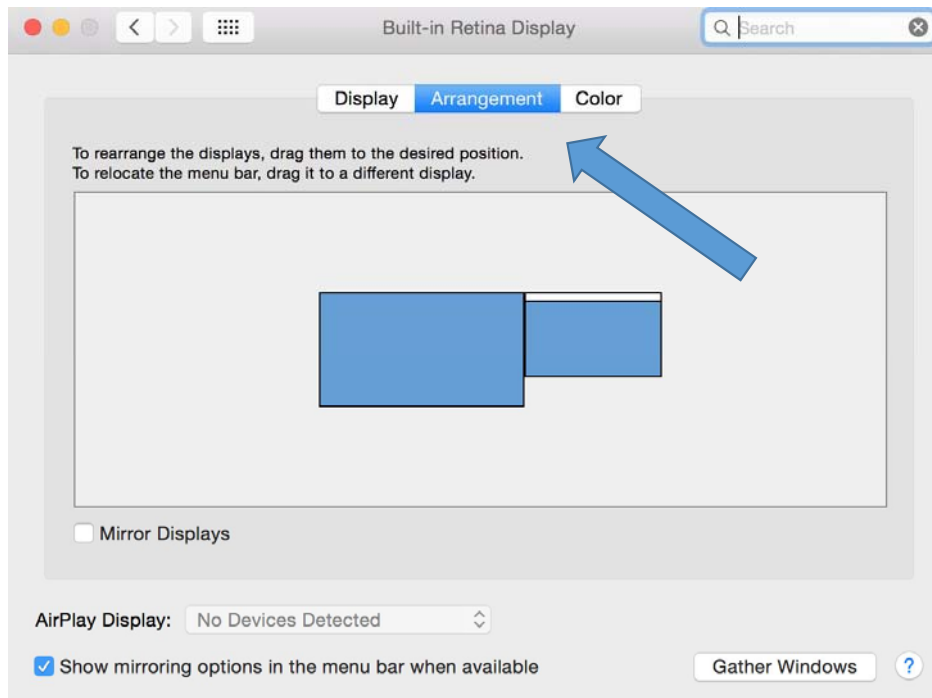 Built-in Retina Display
Search
Display
Arrangement
Color
To rearrange the displays, drag them to the desired position.
To relocate the menu bar, drag it to a different display.
Mirror Displays
AirPlay Display:
No Devices Detected
Show mirroring options in the menu bar when available
Gather Windows
?